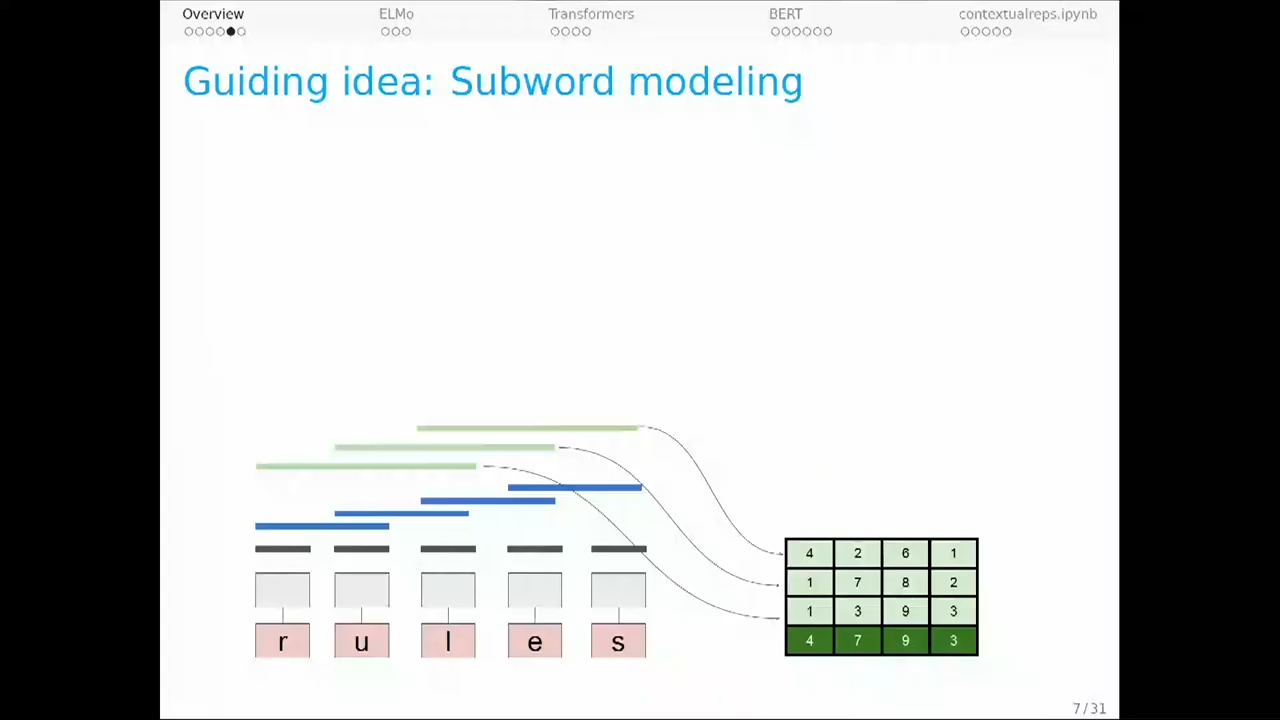 Overview ELMo Transformers BERT contextualreps.ipynb
Guiding idea: Subword modeling
4 2 6 1
1 7 8 2
1 3 9 3
4 7 9 3
r u l e s
7/31